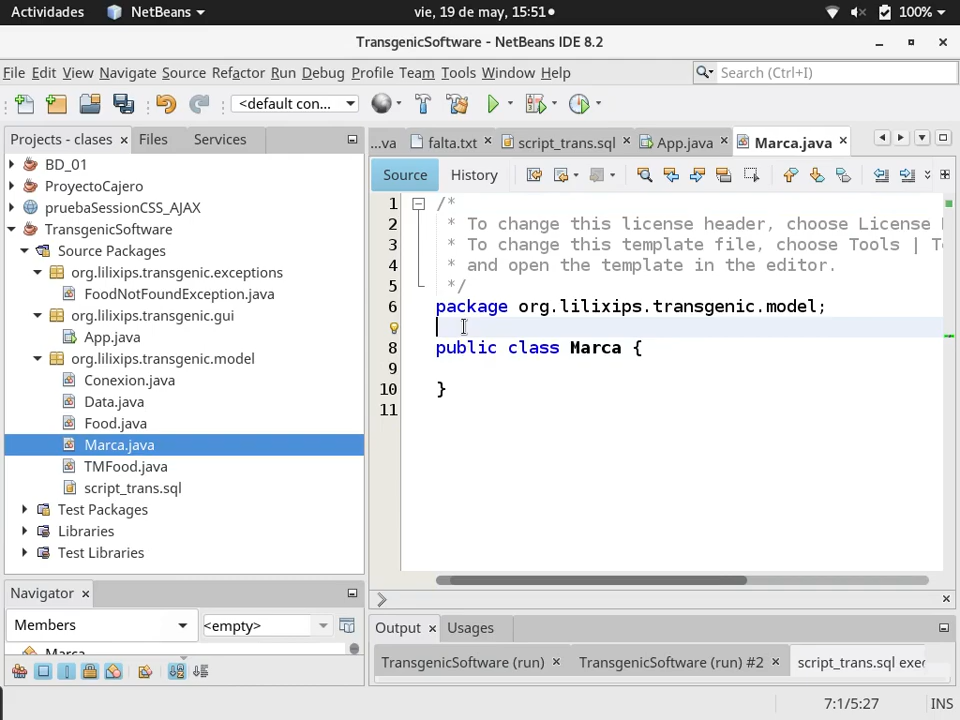 Actividades NetBeans vie, 19 de may, 15:51 100%
TransgenicSoftware - NetBeans IDE 8.2
File Edit View Navigate Source Refactor Run Debug Profile Team Tools Window Help Search (Ctrl+I)
<default con...
Projects - clases Files Services
...va falta.txt script_trans.sql App.java Marca.java
Source History
BD_01
ProyectoCajero
pruebaSessionCSS_AJAX
TransgenicSoftware
Source Packages
org.lilixips.transgenic.exceptions
FoodNotFoundException.java
org.lilixips.transgenic.gui
App.java
org.lilixips.transgenic.model
Conexion.java
Data.java
Food.java
Marca.java
TMFood.java
script_trans.sql
Test Packages
Libraries
Test Libraries
1 /*
2 * To change this license header, choose License
3 * To change this template file, choose Tools |
4 * and open the template in the editor.
5 */
6 package org.lilixips.transgenic.model;
8 public class Marca {
9
10 }
11
Navigator
Members <empty>
Marca
Output Usages
TransgenicSoftware (run) TransgenicSoftware (run) #2 script_trans.sql exec
7:1/5:27 INS